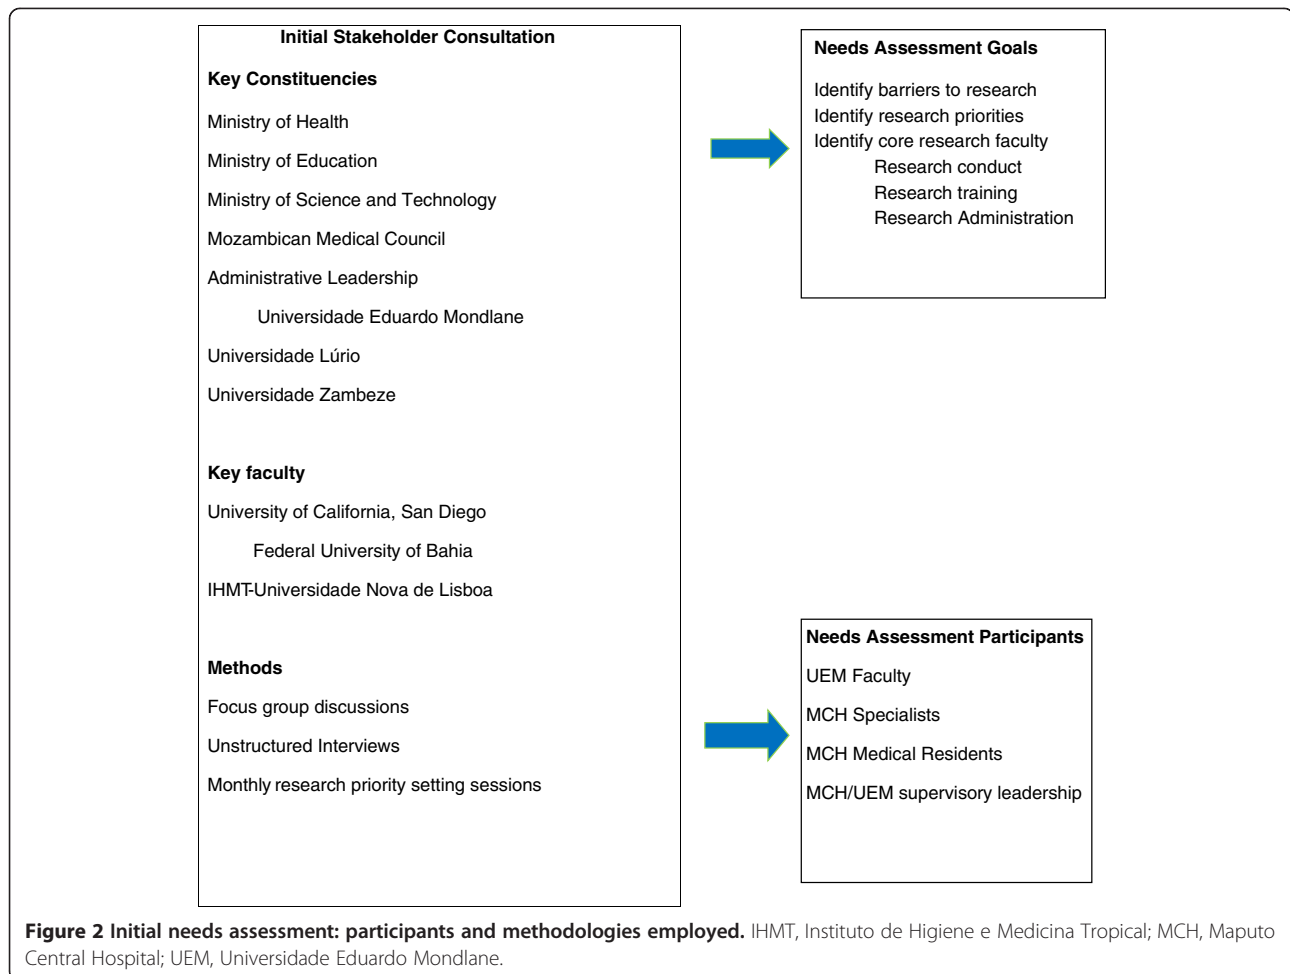 Initial Stakeholder Consultation
Key Constituencies
Ministry of Health
Ministry of Education
Ministry of Science and Technology
Mozambican Medical Council
Administrative Leadership
Universidade Eduardo Mondlane
Universidade Lúrio
Universidade Zambeze
Key faculty
University of California, San Diego
Federal University of Bahia
IHMT-Universidade Nova de Lisboa
Methods
Focus group discussions
Unstructured Interviews
Monthly research priority setting sessions
Needs Assessment Goals
Identify barriers to research
Identify research priorities
Identify core research faculty
Research conduct
Research training
Research Administration
Needs Assessment Participants
UEM Faculty
MCH Specialists
MCH Medical Residents
MCH/UEM supervisory leadership
Figure 2 Initial needs assessment: participants and methodologies employed. IHMT, Instituto de Higiene e Medicina Tropical; MCH, Maputo
Central Hospital; UEM, Universidade Eduardo Mondlane.